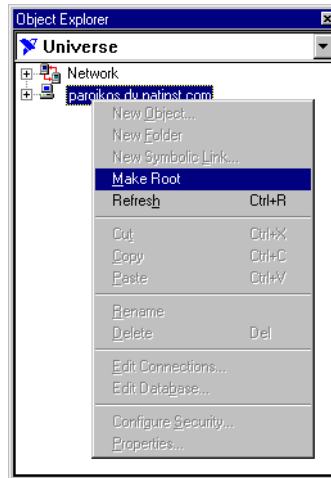 Object Explorer
Universe
Network
paroikos.dv.natinst.com
New Object...
New Folder
New Symbolic Link...
Make Root
Refresh Ctrl+R
Cut Ctrl+X
Copy Ctrl+C
Paste Ctrl+V
Rename
Delete Del
Edit Connections...
Edit Database...
Configure Security...
Properties...